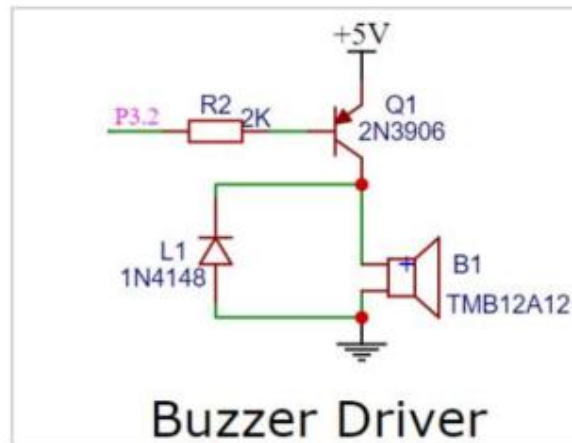 +5V
P3.2
R2
2K
Q1
2N3906
L1
1N4148
+
B1
TMB12A12
Buzzer Driver